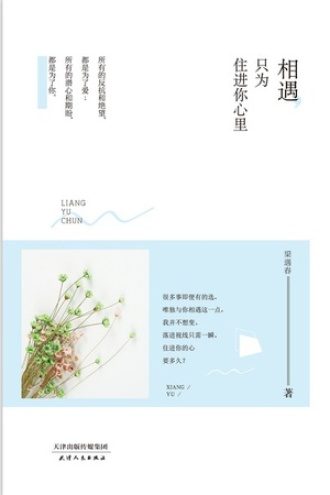 相遇，
只为
住进你心里
所有的反抗和绝望，
都是为了爱；
所有的潜心和期盼，
都是为了你。
LIANG
YU
CHUN
梁遇春
著
很多事即便有的选，
唯独与你相遇这一点，
我并不想变。
落进视线只需一瞬，
住进你的心
要多久？
XIANG /
YU /
天津出版传媒集团
天津人民出版社